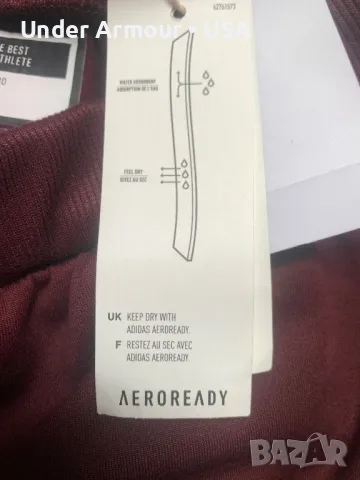 Under Armour - USA
E BEST
THLETE
WATER ABSORBENT
ABSORPTION DE L'EAU
FEEL DRY
RESTEZ AU SEC
UK KEEP DRY WITH
ADIDAS AEROREADY.
F RESTEZ AU SEC AVEC
ADIDAS AEROREADY.
AEROREADY
BAZAR